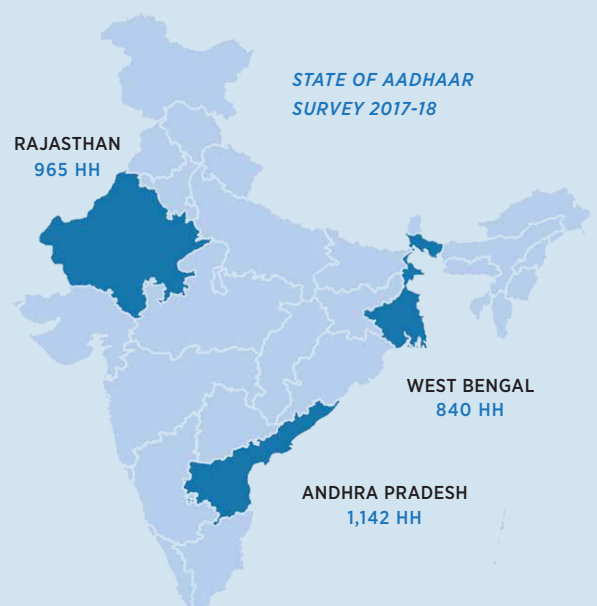 STATE OF AADHAAR
SURVEY 2017-18
RAJASTHAN
965 HH
WEST BENGAL
840 HH
ANDHRA PRADESH
1,142 HH